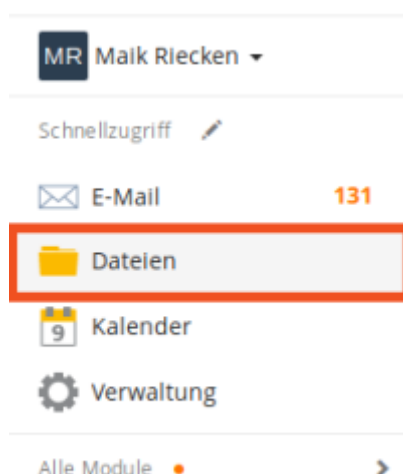 MR Maik Riecken
Schnellzugriff
E-Mail 131
Dateien
9 Kalender
Verwaltung
Alle Module